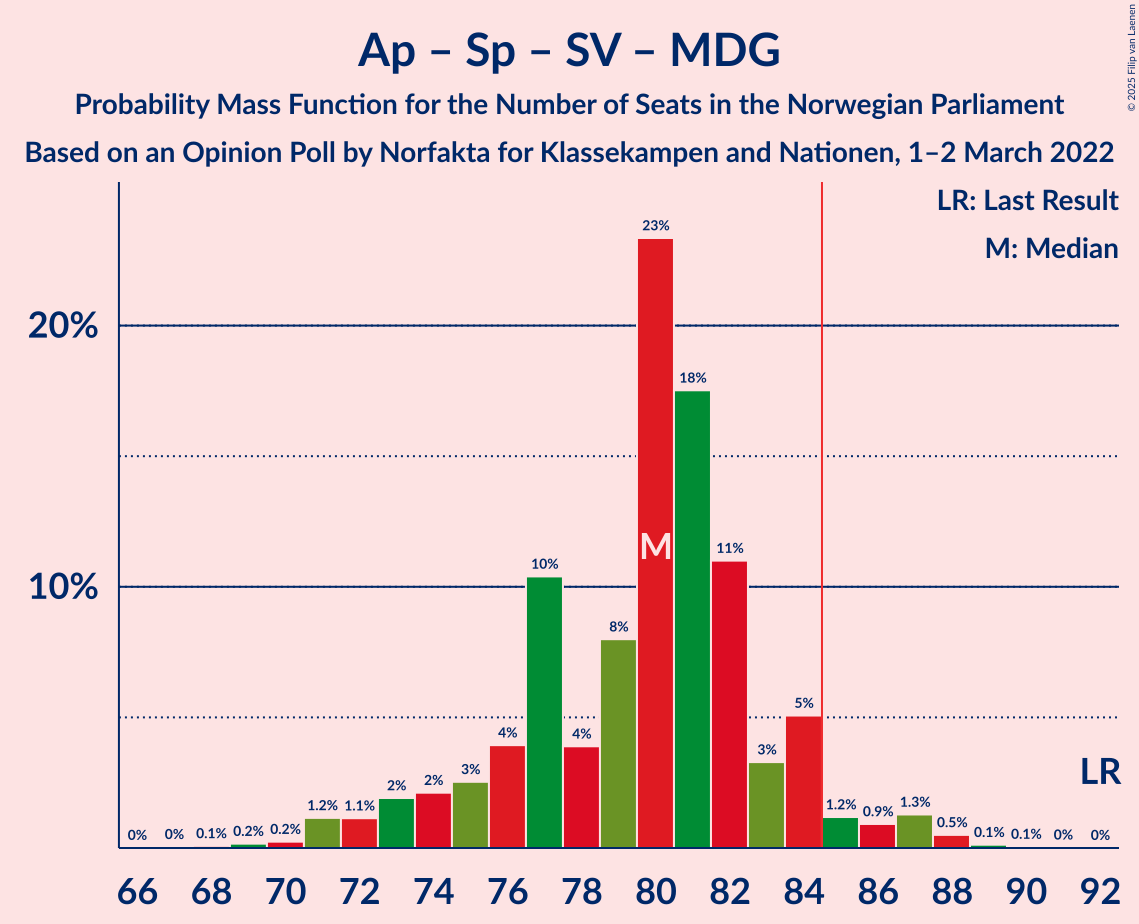 Ap – Sp – SV – MDG
Probability Mass Function for the Number of Seats in the Norwegian Parliament
Based on an Opinion Poll by Norfakta for Klassekampen and Nationen, 1–2 March 2022
© 2025 Filip van Laenen
LR: Last Result
M: Median
20%
10%
0% 0% 0.1% 0.2% 0.2% 1.2% 1.1% 2% 2% 3% 4% 10% 4% 8% 23% 18% 11% 3% 5% 1.2% 0.9% 1.3% 0.5% 0.1% 0.1% 0% 0%
M
LR
66 68 70 72 74 76 78 80 82 84 86 88 90 92